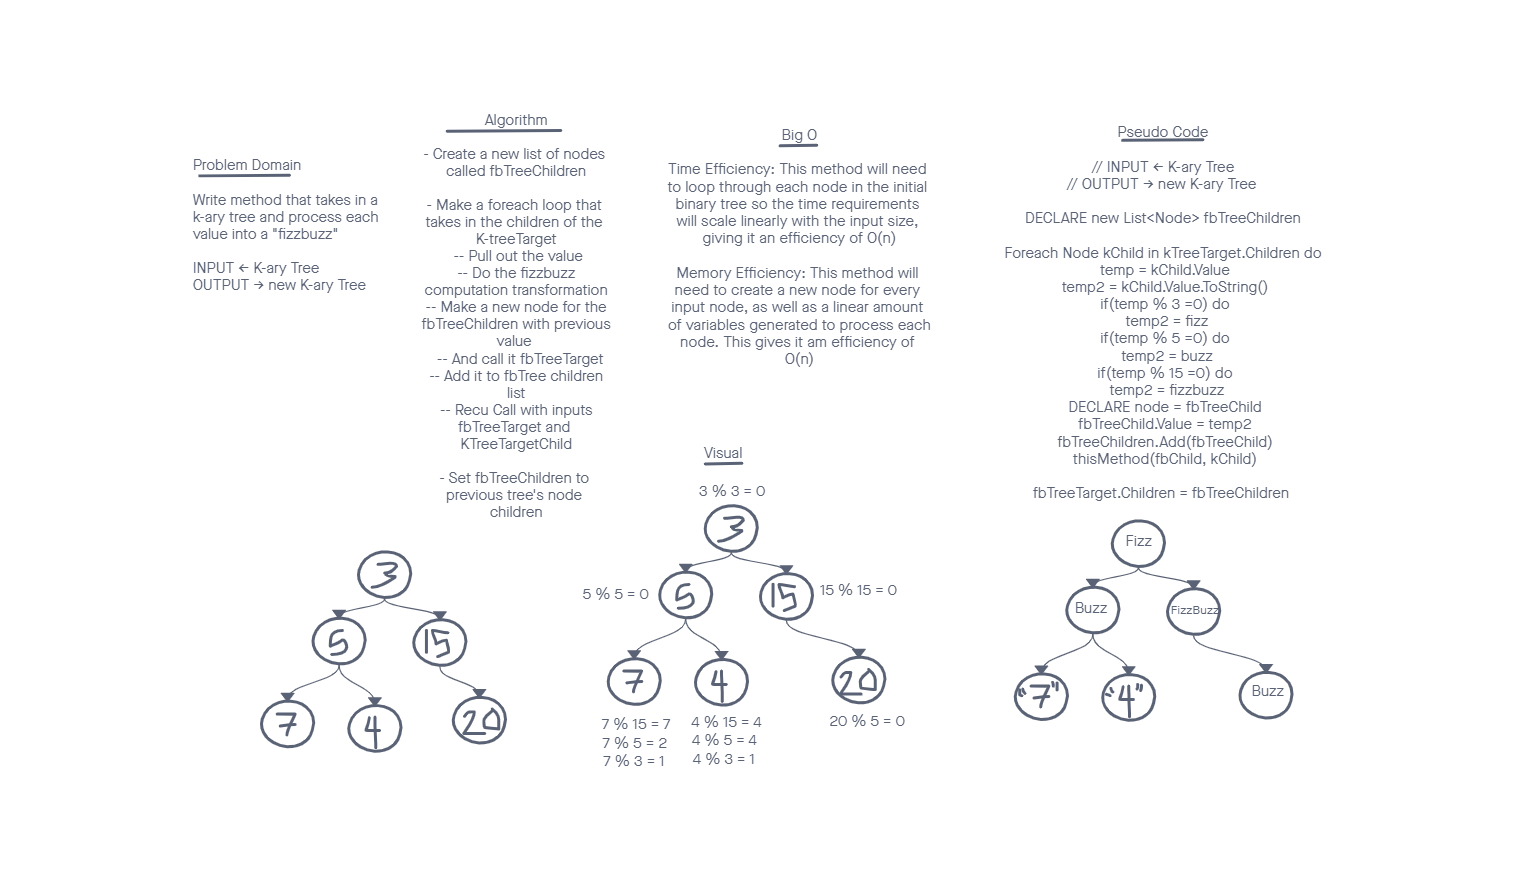 Problem Domain
Write method that takes in a
k-ary tree and process each
value into a "fizzbuzz"
INPUT ← K-ary Tree
OUTPUT → new K-ary Tree
Algorithm
- Create a new list of nodes
called fbTreeChildren
- Make a foreach loop that
takes in the children of the
K-treeTarget
-- Pull out the value
-- Do the fizzbuzz
computation transformation
-- Make a new node for the
fbTreeChildren with previous
value
-- And call it fbTreeTarget
-- Add it to fbTree children
list
-- Recu Call with inputs
fbTreeTarget and
KTreeTargetChild
- Set fbTreeChildren to
previous tree's node
children
Big O
Time Efficiency: This method will need
to loop through each node in the initial
binary tree so the time requirements
will scale linearly with the input size,
giving it an efficiency of O(n)
Memory Efficiency: This method will
need to create a new node for every
input node, as well as a linear amount
of variables generated to process each
node. This gives it am efficiency of
O(n)
Pseudo Code
// INPUT ← K-ary Tree
// OUTPUT → new K-ary Tree
DECLARE new List<Node> fbTreeChildren
Foreach Node kChild in kTreeTarget.Children do
temp = kChild.Value
temp2 = kChild.Value.ToString()
if(temp % 3 =0) do
temp2 = fizz
if(temp % 5 =0) do
temp2 = buzz
if(temp % 15 =0) do
temp2 = fizzbuzz
DECLARE node = fbTreeChild
fbTreeChild.Value = temp2
fbTreeChildren.Add(fbTreeChild)
thisMethod(fbChild, kChild)
fbTreeTarget.Children = fbTreeChildren
3
5 15
7 4 20
Visual
3 % 3 = 0
3
5 % 5 = 0 5 15 15 % 15 = 0
7 4 20
7 % 15 = 7 4 % 15 = 4 20 % 5 = 0
7 % 5 = 2 4 % 5 = 4
7 % 3 = 1 4 % 3 = 1
Fizz
Buzz FizzBuzz
"7" "4" Buzz